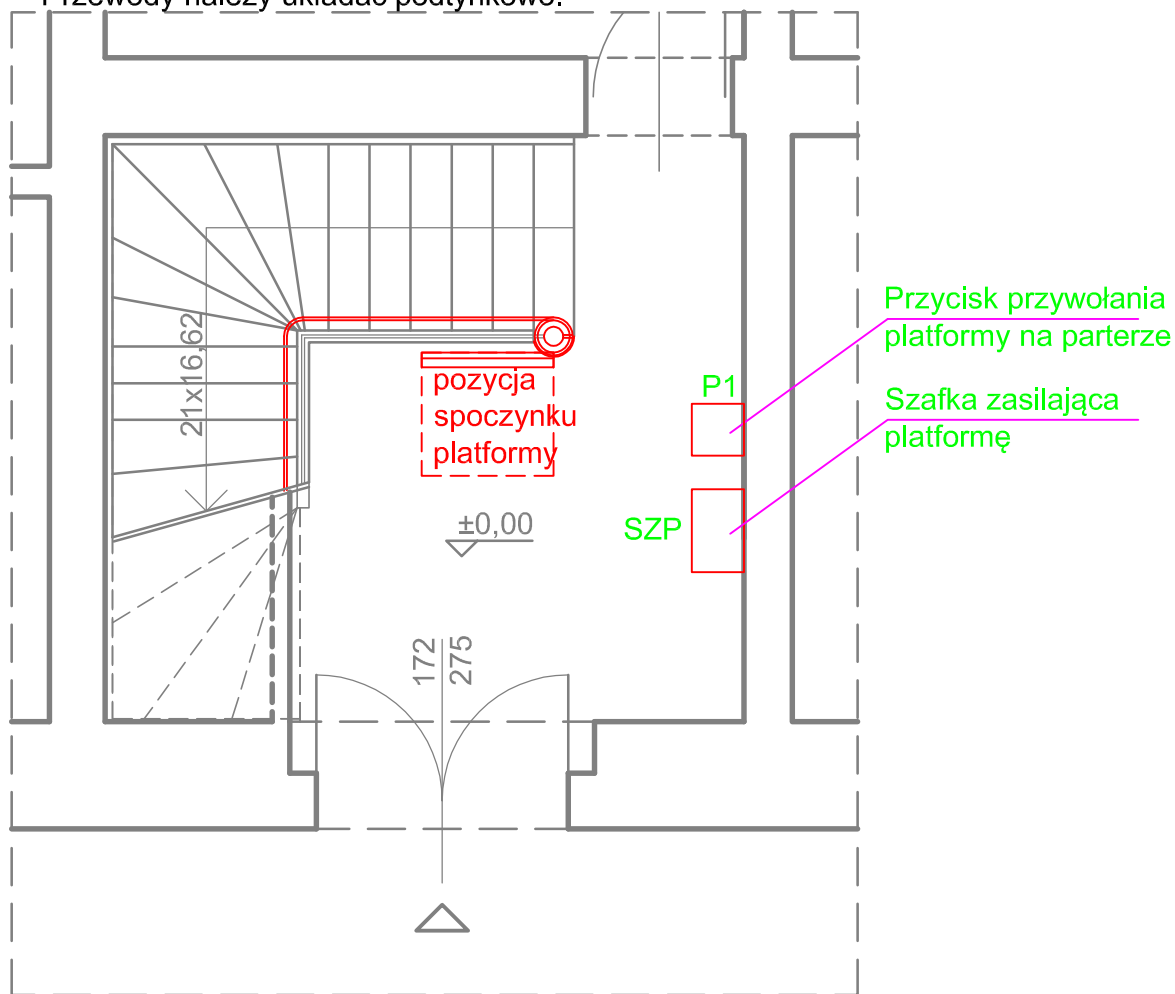 Przewody należy układać podtynkowo.
21x16,62
pozycja
spoczynku
platformy
±0,00
172
275
P1
SZP
Przycisk przywołania
platformy na parterze
Szafka zasilająca
platformę